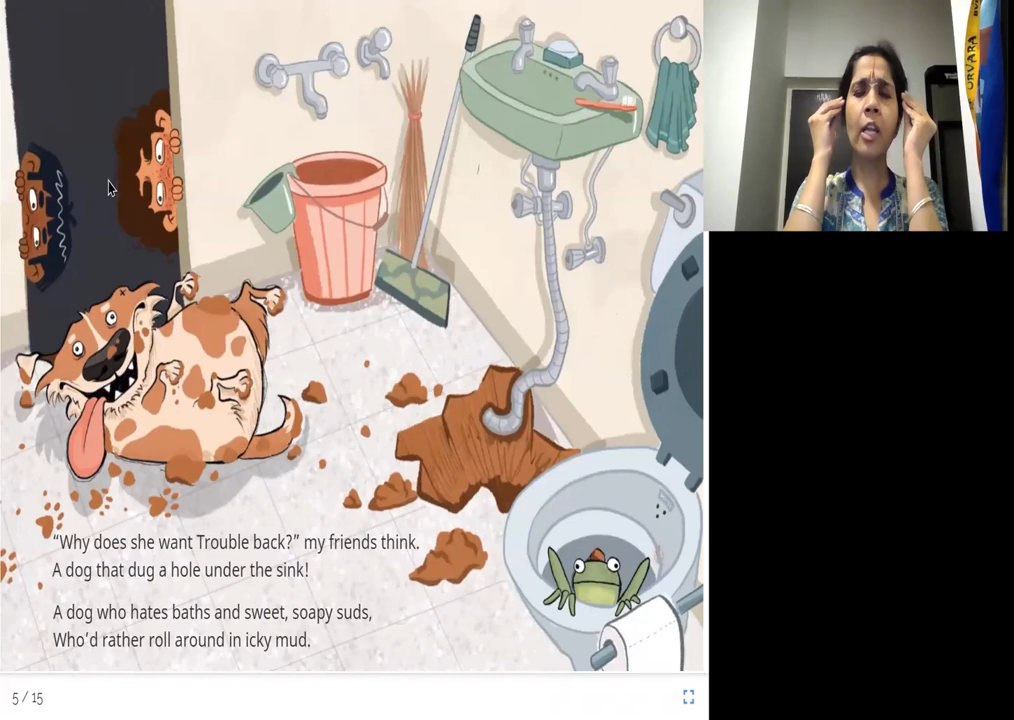 “Why does she want Trouble back?” my friends think.
A dog that dug a hole under the sink!
A dog who hates baths and sweet, soapy suds,
Who’d rather roll around in icky mud.
5 / 15
URVARA